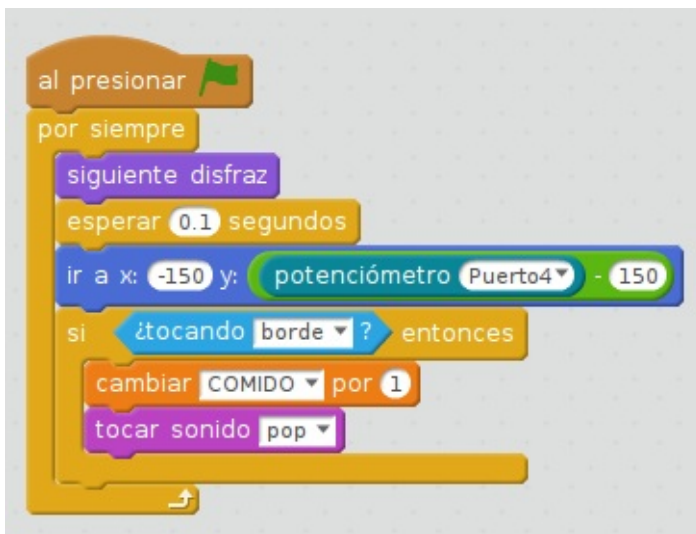 al presionar
por siempre
siguiente disfraz
esperar 0.1 segundos
ir a x: -150 y: potenciómetro Puerto4 - 150
si ¿tocando borde ? entonces
cambiar COMIDO por 1
tocar sonido pop